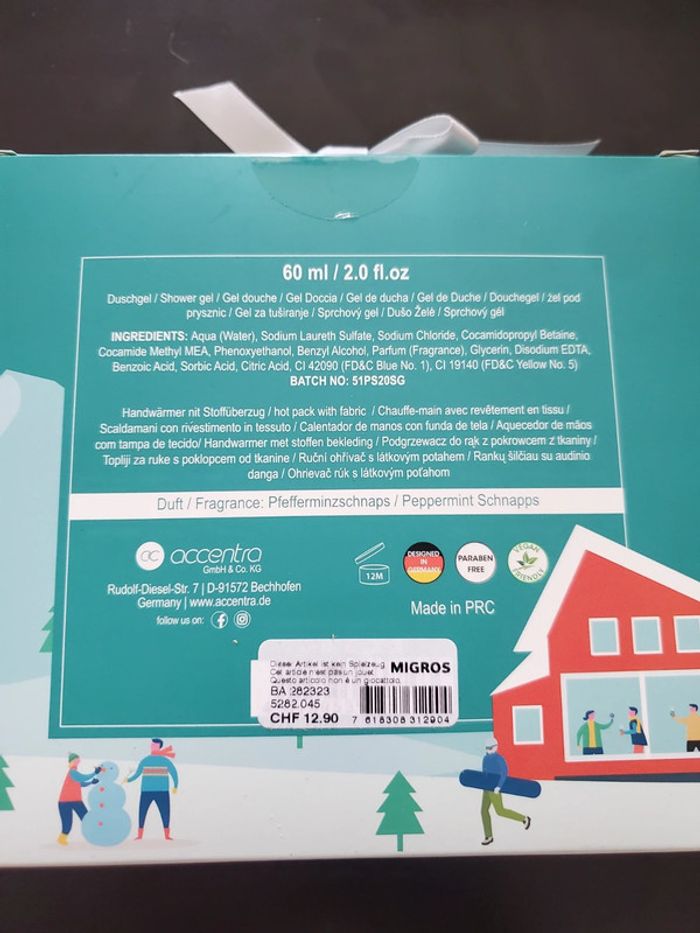 60 ml / 2.0 fl.oz
Duschgel / Shower gel / Gel douche / Gel Doccia / Gel de ducha / Gel de Duche / Douchegel / żel pod
prysznic / Gel za tuširanje / Sprchový gel / Dušo Želė / Sprchový gél
INGREDIENTS: Aqua (Water), Sodium Laureth Sulfate, Sodium Chloride, Cocamidopropyl Betaine,
Cocamide Methyl MEA, Phenoxyethanol, Benzyl Alcohol, Parfum (Fragrance), Glycerin, Disodium EDTA,
Benzoic Acid, Sorbic Acid, Citric Acid, CI 42090 (FD&C Blue No. 1), CI 19140 (FD&C Yellow No. 5)
BATCH NO: 51PS20SG
Handwärmer nit Stoffüberzug / hot pack with fabric / Chauffe-main avec revêtement en tissu /
Scaldamani con rivestimento in tessuto / Calentador de manos con funda de tela / Aquecedor de mãos
com tampa de tecido/ Handwarmer met stoffen bekleding / Podgrzewacz do rąk z pokrowcem z tkaniny /
Topliji za ruke s poklopcem od tkanine / Ruční ohřívač s látkovým potahem / Rankų šilčiau su audinio
danga / Ohrievač rúk s látkovým poťahom
Duft / Fragrance: Pfefferminzschnaps / Peppermint Schnapps
ac accentra
GmbH & Co. KG
Rudolf-Diesel-Str. 7 | D-91572 Bechhofen
Germany | www.accentra.de
follow us on:
12M
DESIGNED
IN
GERMANY
PARABEN
FREE
VEGAN
FRIENDLY
Made in PRC
Dieser Artikel ist kein Spielzeug.
Cet article n'est pas un jouet.
Questo articolo non è un giocattolo.
MIGROS
BA 282323
5282.045
CHF 12.90
7 618308 312904